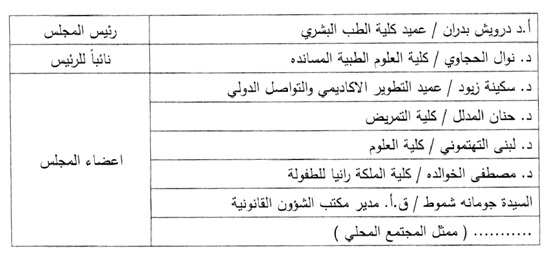 أ.د درويش بدران / عميد كلية الطب البشري رئيس المجلس
د. نوال الحجاوي / كلية العلوم الطبية المسانده نائباً للرئيس
د. سكينة زيود / عميد التطوير الاكاديمي والتواصل الدولي
د. حنان المدلل / كلية التمريض
د. لبنى التهتموني / كلية العلوم
اعضاء المجلس
د. مصطفى الخوالده / كلية الملكة رانيا للطفولة
السيدة جومانه شموط / ق.أ. مدير مكتب الشؤون القانونية
........... ( ممثل المجتمع المحلي )